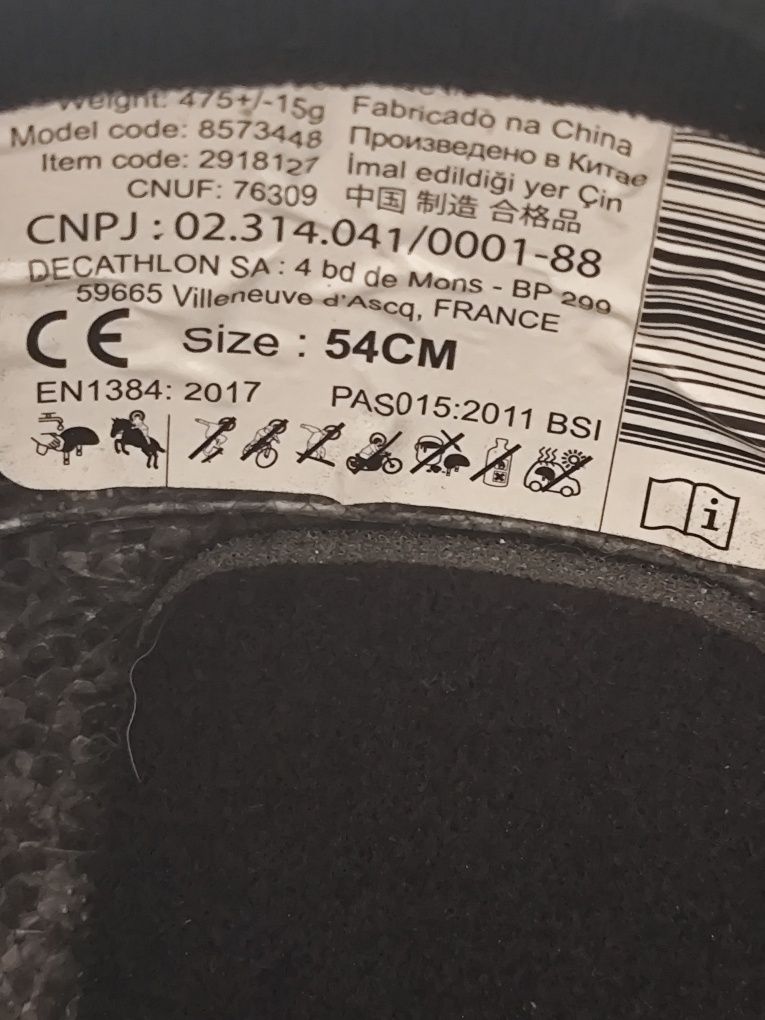 Weight: 475+/-15g
Model code: 8573448
Item code: 2918127
CNUF: 76309
Fabricado na China
Произведено в Китае
İmal edildiği yer Çin
中国 制造 合格品
CNPJ : 02.314.041/0001-88
DECATHLON SA : 4 bd de Mons - BP 299
59665 Villeneuve d'Ascq, FRANCE
CE Size : 54CM
EN1384: 2017 PAS015:2011 BSI
i